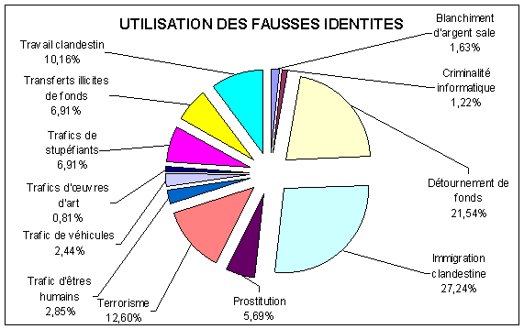 UTILISATION DES FAUSSES IDENTITES
Blanchiment
d'argent sale
1,63%
Criminalité
informatique
1,22%
Détournement de
fonds
21,54%
Immigration
clandestine
27,24%
Prostitution
5,69%
Terrorisme
12,60%
Trafic d'êtres
humains
2,85%
Trafic de véhicules
2,44%
Trafics d'œuvres
d'art
0,81%
Trafics de
stupéfiants
6,91%
Transferts illicites
de fonds
6,91%
Travail clandestin
10,16%